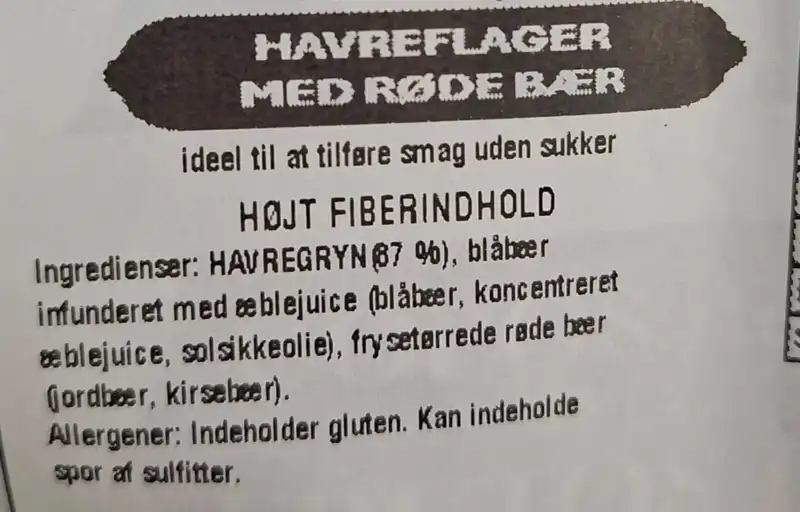 HAVREFLAGER
MED RØDE BÆR
ideel til at tilføre smag uden sukker
HØJT FIBERINDHOLD
Ingredienser: HAVREGRYN (87 %), blåbær
infunderet med æblejuice (blåbær, koncentreret
æblejuice, solsikkeolie), frysetørrede røde bær
(jordbær, kirsebær).
Allergener: Indeholder gluten. Kan indeholde
spor af sulfitter.